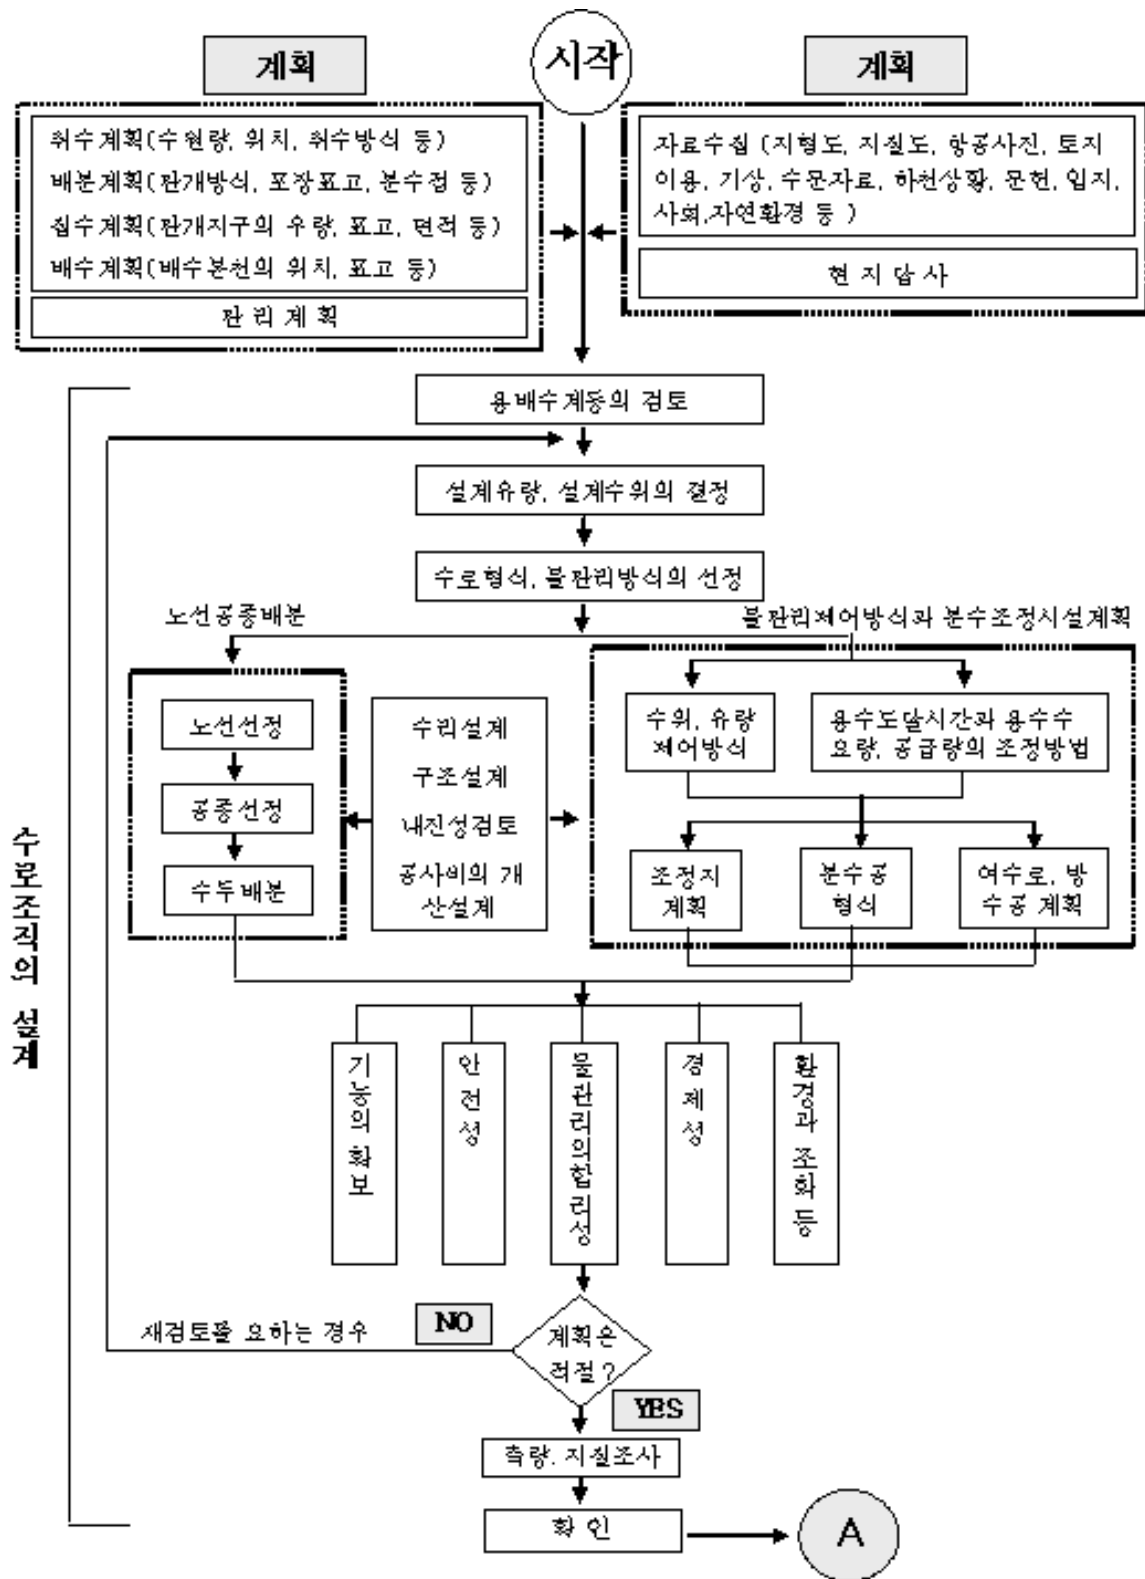 시작
계획
계획
취수계획(수원량, 위치, 취수방식 등)
배분계획(관개방식, 포장표고, 분수점 등)
집수계획(관개지구의 우량, 표고, 면적 등)
배수계획(배수본천의 위치, 표고 등)
관 리 계 획
자료수집 (지형도, 지질도, 항공사진, 토지
이용, 기상, 수문자료, 하천상황, 문헌, 입지,
사회,자연환경 등 )
현 지 답 사
수로조직의 설계
용배수계통의 검토
설계유량, 설계수위의 결정
수로형식, 물관리방식의 선정
노선공종배분
물관리제어방식과 분수조정시설계획
노선선정
공종선정
수두배분
수리설계
구조설계
내진성검토
공사비의 개
산설계
수위, 유량
제어방식
용수도달시간과 용수수
요량, 공급량의 조정방법
조정지
계획
분수공
형식
여수로, 방
수공 계획
기능의 확보
안전성
물관리의합리성
경제성
환경과 조화 등
NO
재검토를 요하는 경우
계획은
적절?
YES
측량, 지질조사
확 인
A